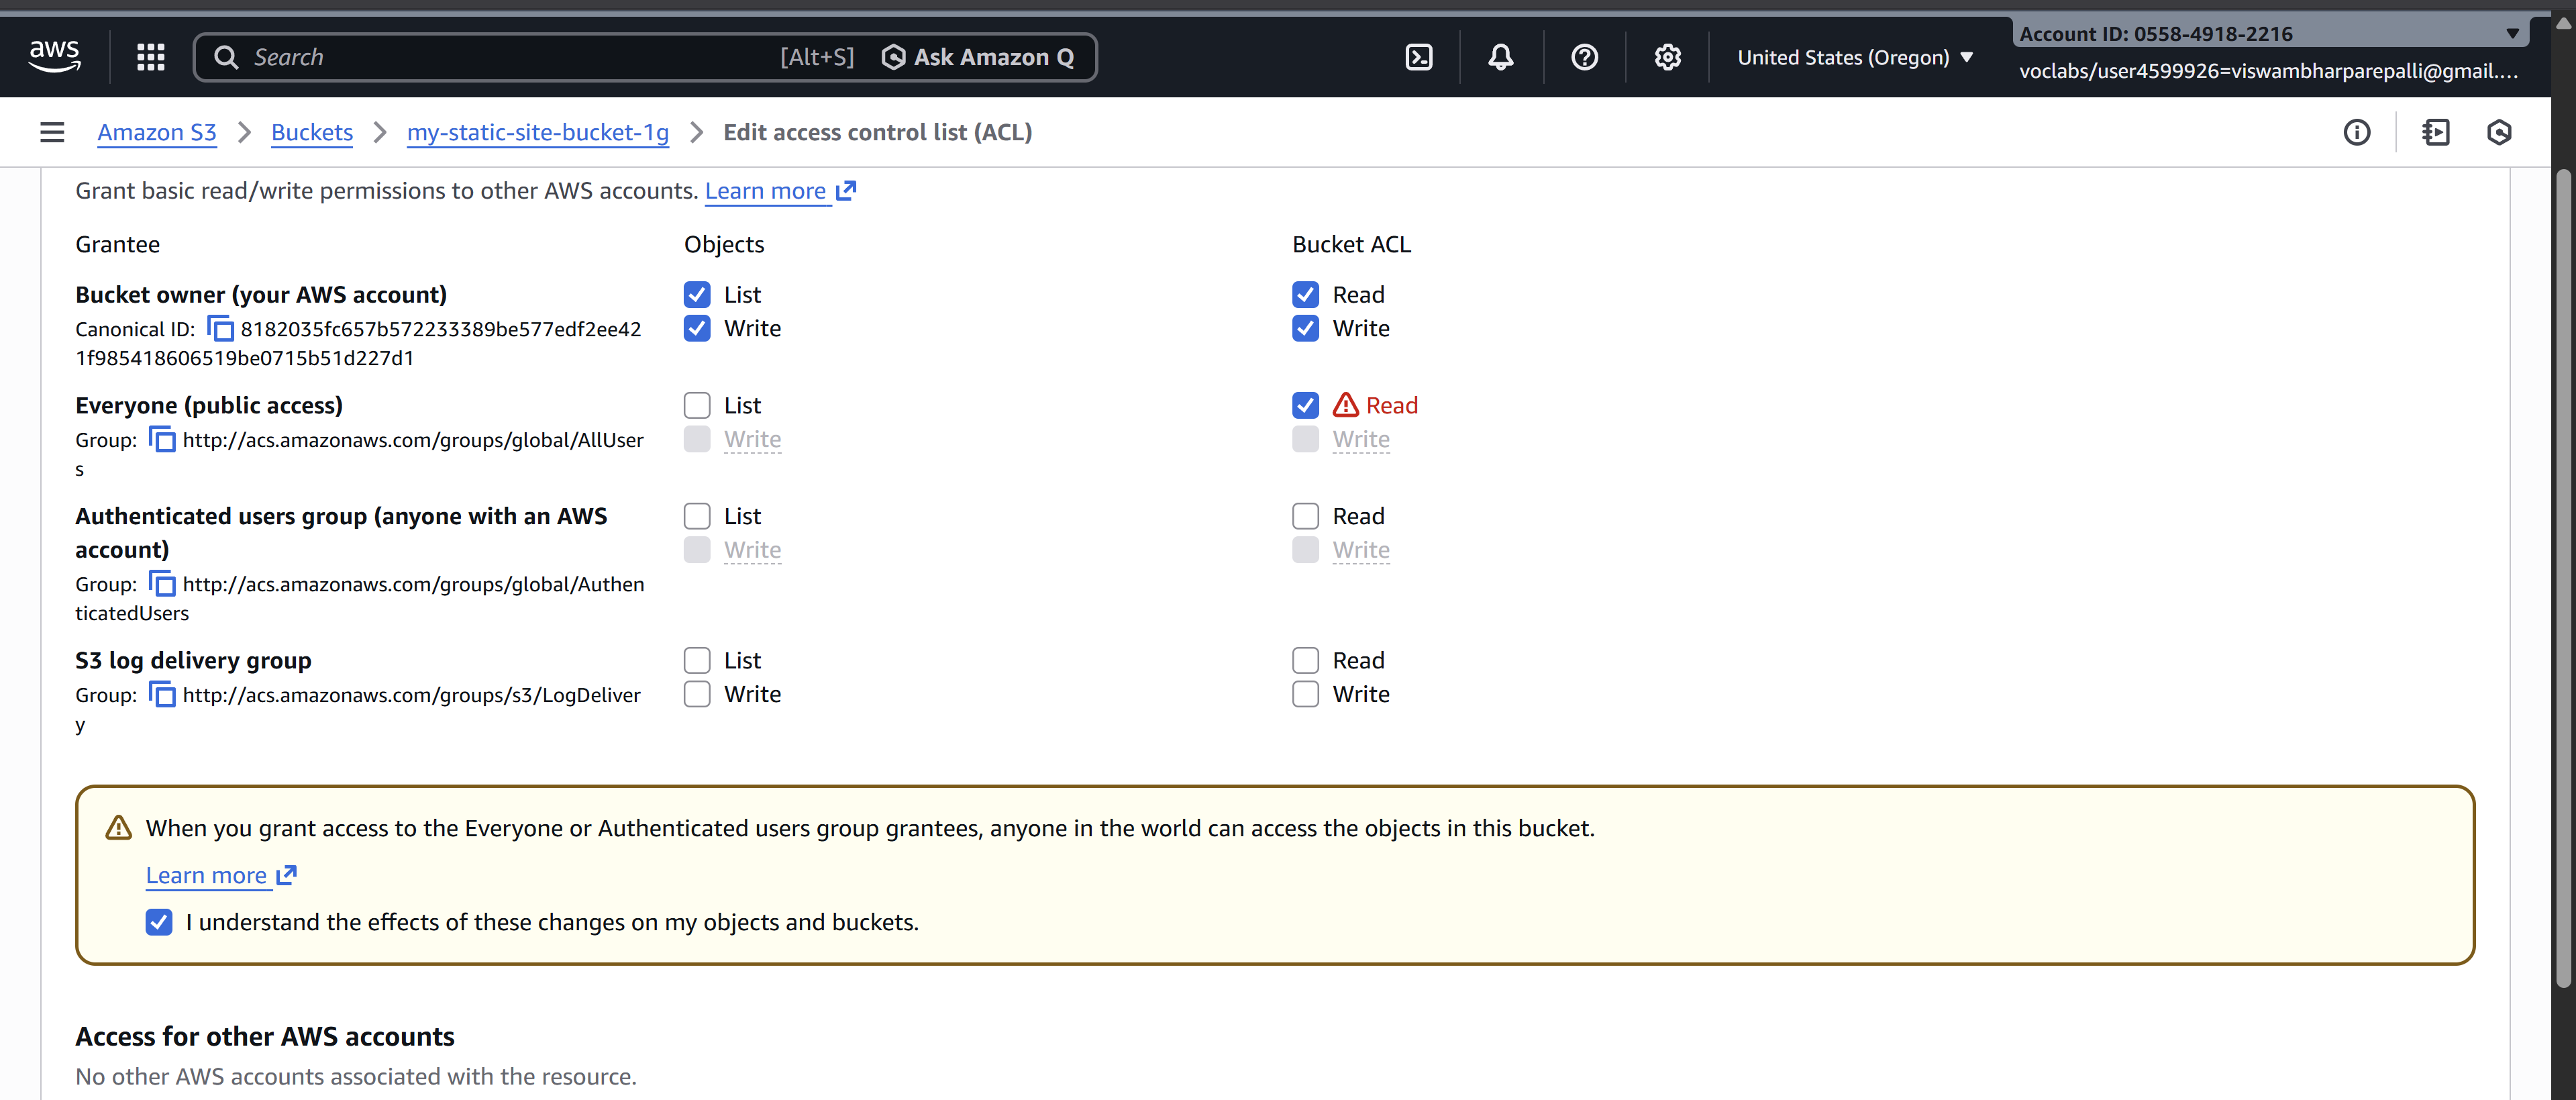 aws
Search [Alt+S] Ask Amazon Q
United States (Oregon)
Account ID: 0558-4918-2216
voclabs/user4599926=viswambharparepalli@gmail....
Amazon S3 > Buckets > my-static-site-bucket-1g > Edit access control list (ACL)
Grant basic read/write permissions to other AWS accounts. Learn more
Grantee Objects Bucket ACL
Bucket owner (your AWS account) List Read
Canonical ID: 8182035fc657b572233389be577edf2ee42 Write Write
1f985418606519be0715b51d227d1
Everyone (public access) List Read
Group: http://acs.amazonaws.com/groups/global/AllUser Write Write
s
Authenticated users group (anyone with an AWS List Read
account) Write Write
Group: http://acs.amazonaws.com/groups/global/Authen
ticatedUsers
S3 log delivery group List Read
Group: http://acs.amazonaws.com/groups/s3/LogDeliver Write Write
y
When you grant access to the Everyone or Authenticated users group grantees, anyone in the world can access the objects in this bucket.
Learn more
I understand the effects of these changes on my objects and buckets.
Access for other AWS accounts
No other AWS accounts associated with the resource.